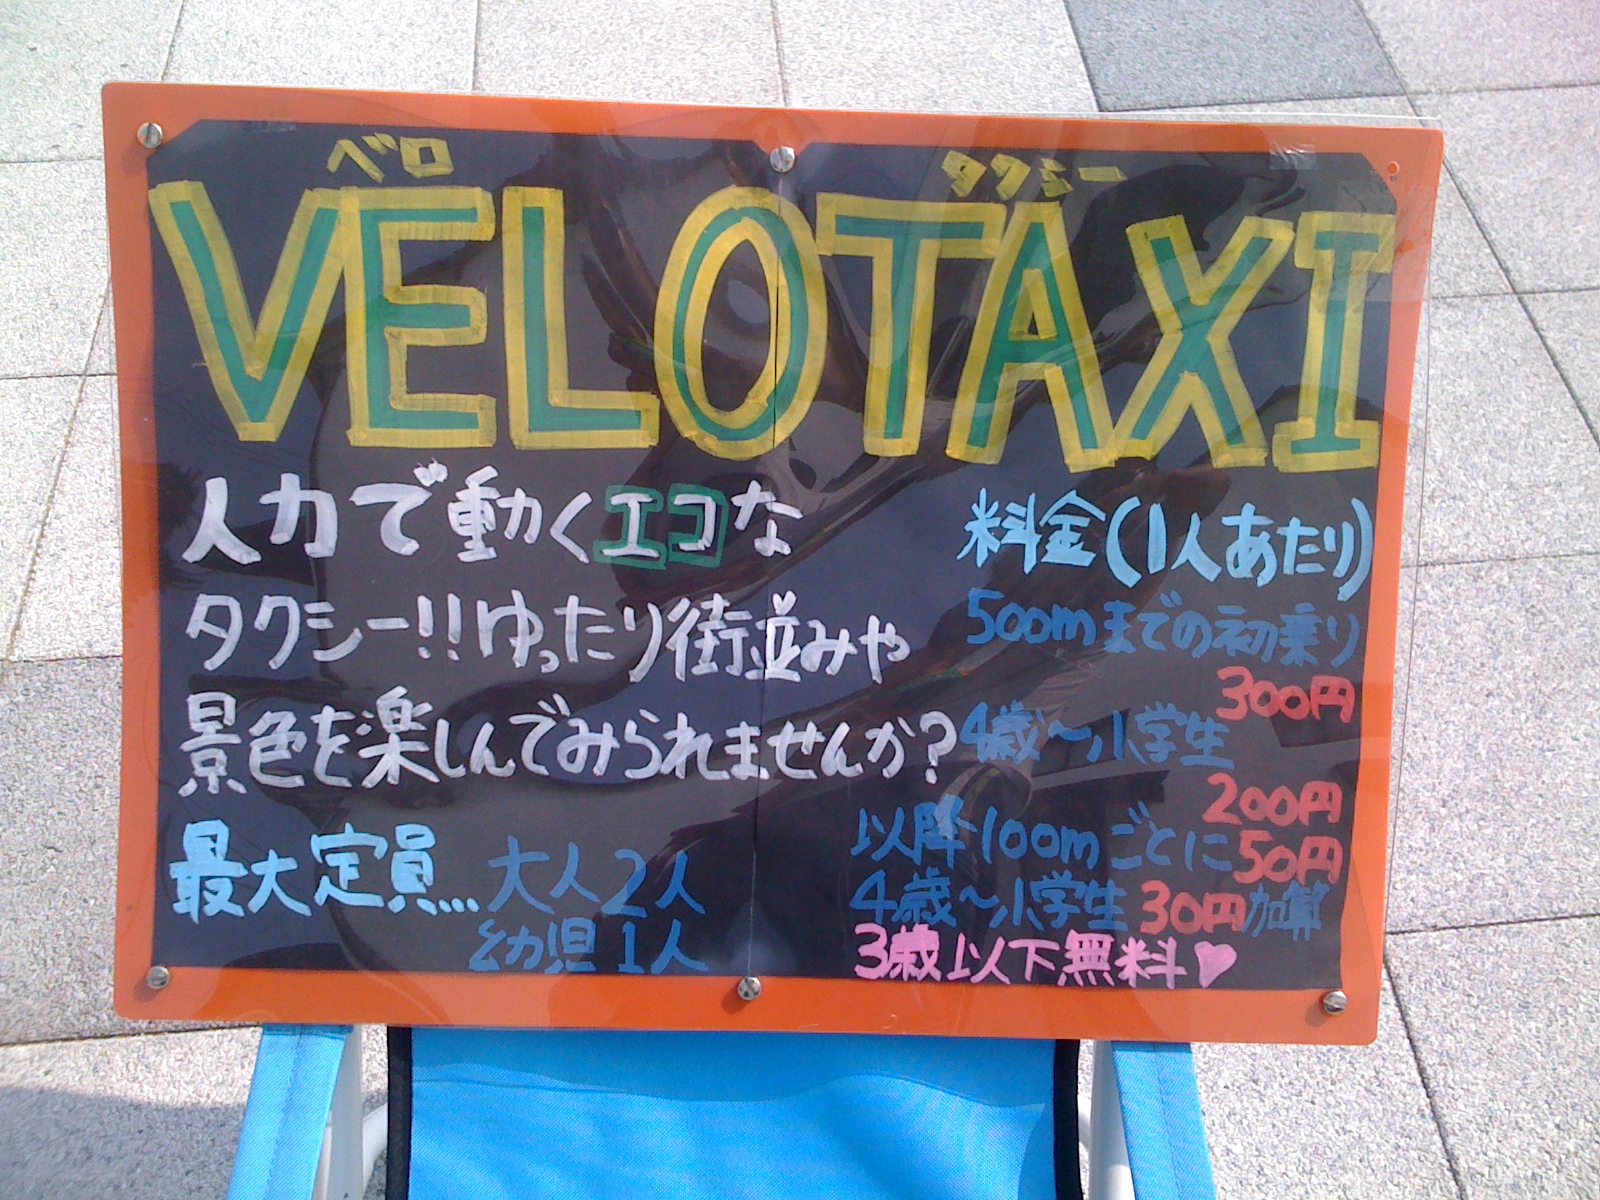 ベロ タクシー
VELOTAXI
人力で動くエコな
タクシー!!ゆったり街並みや
景色を楽しんでみられませんか?
最大定員... 大人2人
幼児1人
料金(1人あたり)
500mまでの初乗り
300円
4歳〜小学生
200円
以降100mごとに50円
4歳〜小学生30円加算
3歳以下無料♥